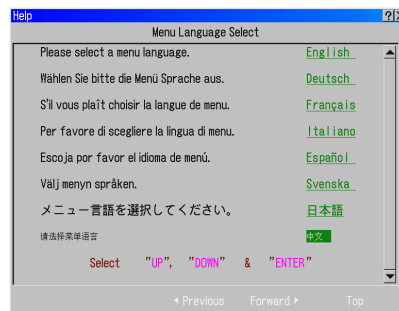 Help ?
Menu Language Select
Please select a menu language. English
Wählen Sie bitte die Menü Sprache aus. Deutsch
S'il vous plaît choisir la langue de menu. Français
Per favore di scegliere la lingua di menu. Italiano
Escoja por favor el idioma de menú. Español
Välj menyn språken. Svenska
メニュー言語を選択してください。 日本語
请选择菜单语言 中文
Select "UP", "DOWN" & "ENTER"
Previous Forward Top